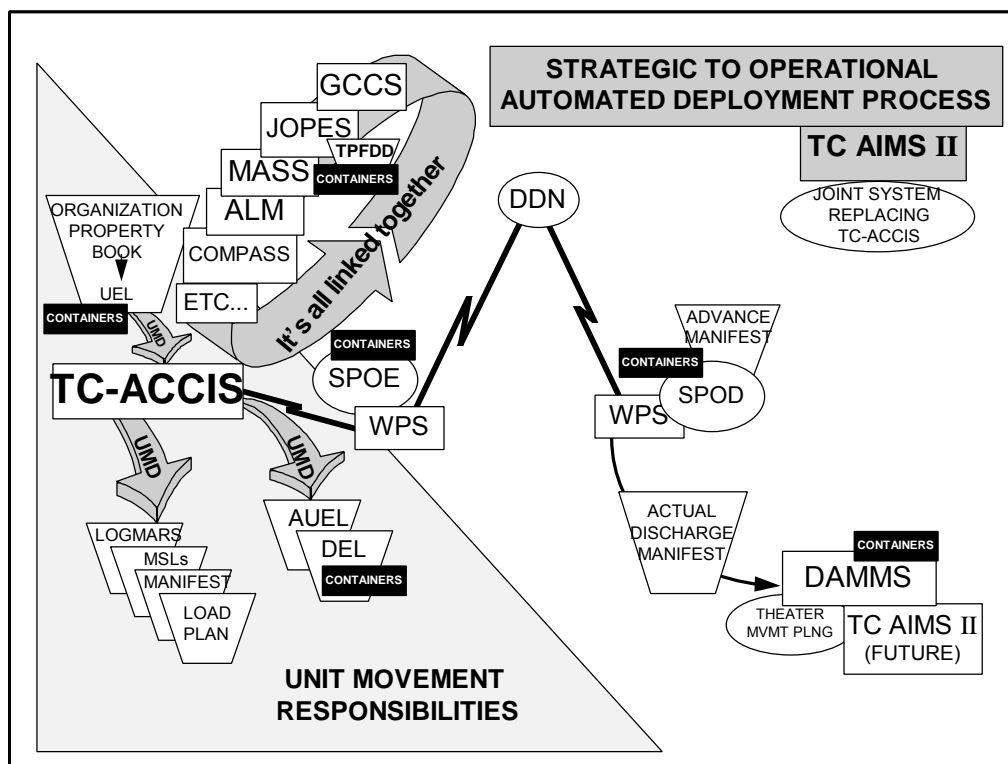 STRATEGIC TO OPERATIONAL
AUTOMATED DEPLOYMENT PROCESS
TC AIMS II
JOINT SYSTEM
REPLACING
TC-ACCIS
GCCS
JOPES
TPFDD
MASS
CONTAINERS
ALM
COMPASS
ETC...
It's all linked together
ORGANIZATION
PROPERTY
BOOK
UEL
CONTAINERS
UMD
TC-ACCIS
CONTAINERS
SPOE
WPS
DDN
ADVANCE
MANIFEST
CONTAINERS
SPOD
WPS
UMD
LOGMARS
MSLs
MANIFEST
LOAD
PLAN
UMD
AUEL
DEL
CONTAINERS
ACTUAL
DISCHARGE
MANIFEST
CONTAINERS
DAMMS
THEATER
MVMT PLNG
TC AIMS II
(FUTURE)
UNIT MOVEMENT
RESPONSIBILITIES